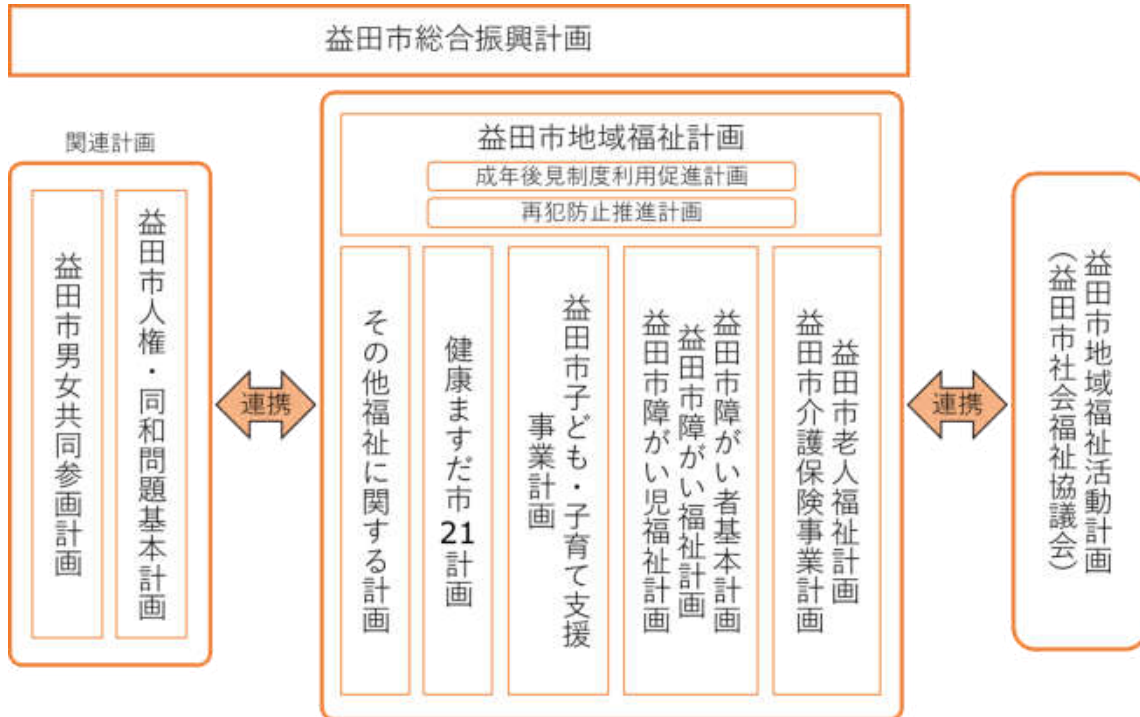 益田市総合振興計画
関連計画
益田市人権・同和問題基本計画
益田市男女共同参画計画
連携
益田市地域福祉計画
成年後見制度利用促進計画
再犯防止推進計画
益田市老人福祉計画
益田市介護保険事業計画
益田市障がい者基本計画
益田市障がい福祉計画
益田市障がい児福祉計画
益田市子ども・子育て支援
事業計画
健康ますだ市21計画
その他福祉に関する計画
連携
益田市地域福祉活動計画
（益田市社会福祉協議会）